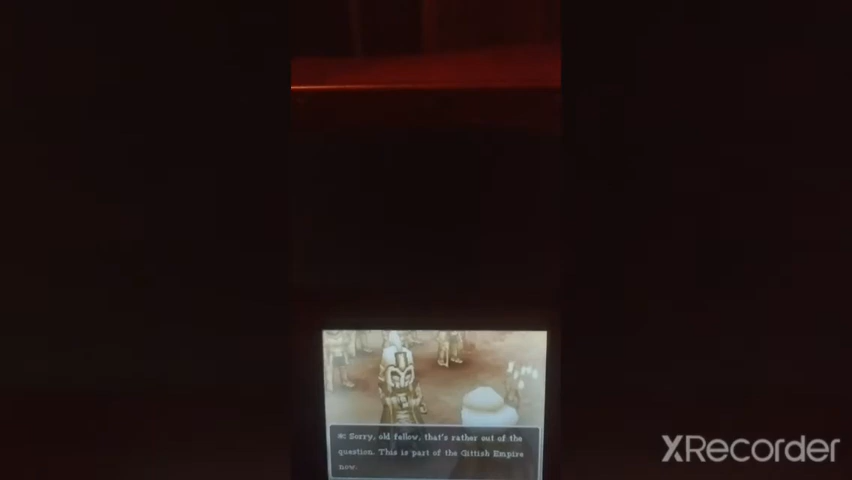 *: Sorry, old fellow, that's rather out of the
question. This is part of the Gittish Empire
now.
XRecorder